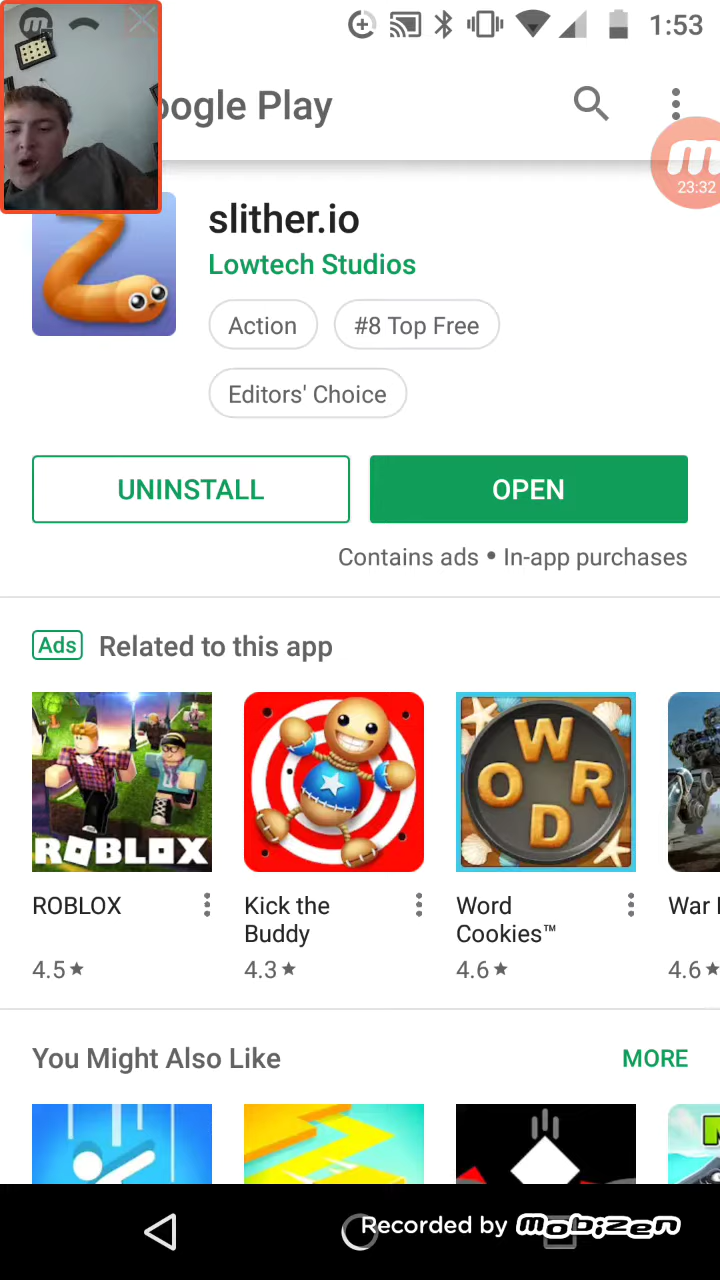 1:53
oogle Play
23:32
slither.io
Lowtech Studios
Action
#8 Top Free
Editors' Choice
UNINSTALL
OPEN
Contains ads • In-app purchases
Ads Related to this app
WORD
ROBLOX
ROBLOX
Kick the
Buddy
Word
Cookies™
War
4.5★
4.3★
4.6★
4.6★
You Might Also Like
MORE
Recorded by mobizen